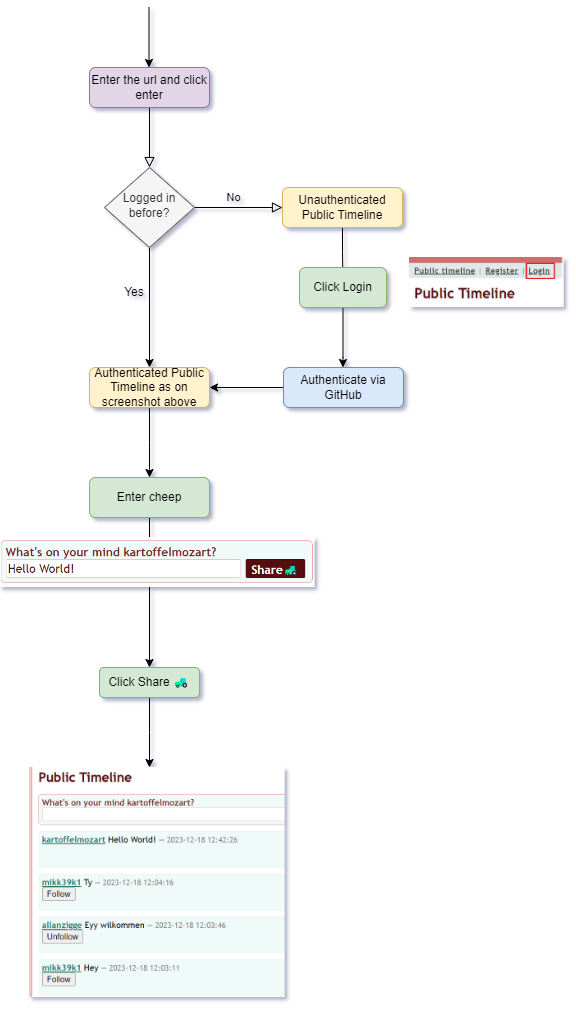 Enter the url and click
enter
Logged in
before?
No
Unauthenticated
Public Timeline
Click Login
Public timeline | Register | Login
Public Timeline
Yes
Authenticated Public
Timeline as on
screenshot above
Authenticate via
GitHub
Enter cheep
What's on your mind kartoffelmozart?
Hello World!
Share
Click Share
Public Timeline
What's on your mind kartoffelmozart?
kartoffelmozart Hello World! — 2023-12-18 12:42:26
mikk39k1 Ty — 2023-12-18 12:04:16
Follow
allanzigge Eyy wilkommen — 2023-12-18 12:03:46
Unfollow
mikk39k1 Hey — 2023-12-18 12:03:11
Follow